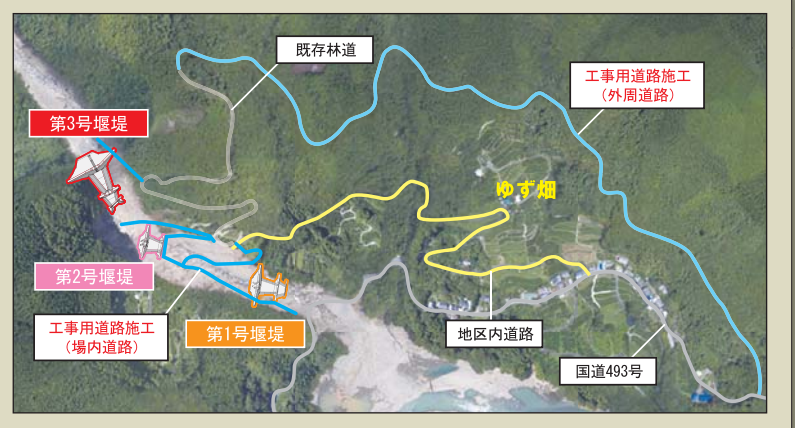 既存林道
工事用道路施工
（外周道路）
第3号堰堤
ゆず畑
第2号堰堤
工事用道路施工
（場内道路）
第1号堰堤
地区内道路
国道493号